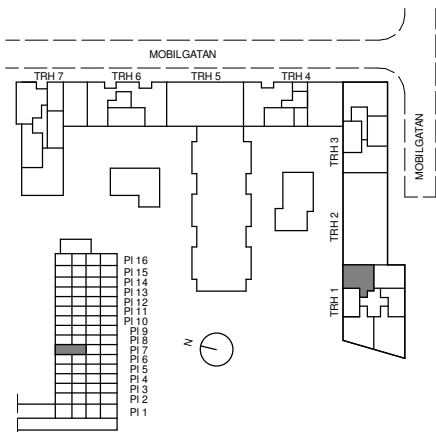 MOBILGATAN
TRH 7
TRH 6
TRH 5
TRH 4
MOBILGATAN
TRH 3
TRH 2
TRH 1
Pl 16
Pl 15
Pl 14
Pl 13
Pl 12
Pl 11
Pl 10
Pl 9
Pl 8
Pl 7
Pl 6
Pl 5
Pl 4
Pl 3
Pl 2
Pl 1
N